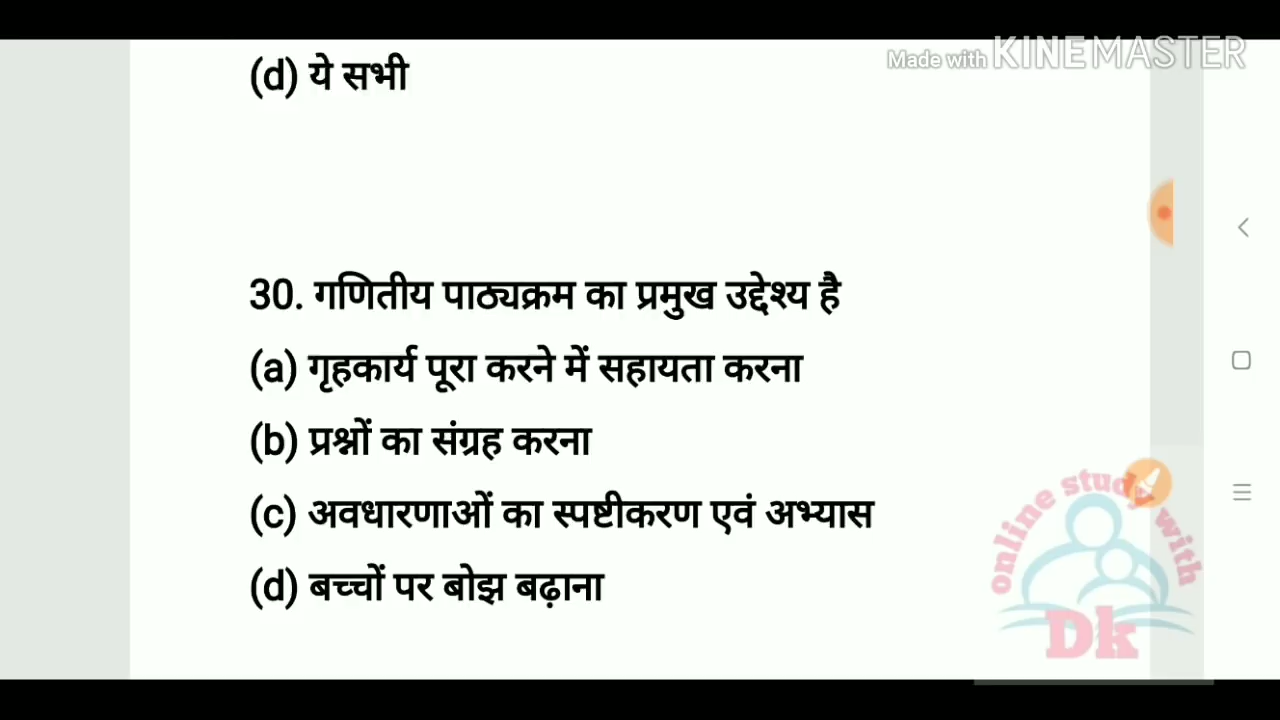 Made with KINEMASTER
(d) ये सभी
30. गणितीय पाठ्यक्रम का प्रमुख उद्देश्य है
(a) गृहकार्य पूरा करने में सहायता करना
(b) प्रश्नों का संग्रह करना
(c) अवधारणाओं का स्पष्टीकरण एवं अभ्यास
(d) बच्चों पर बोझ बढ़ाना
online study with
Dk